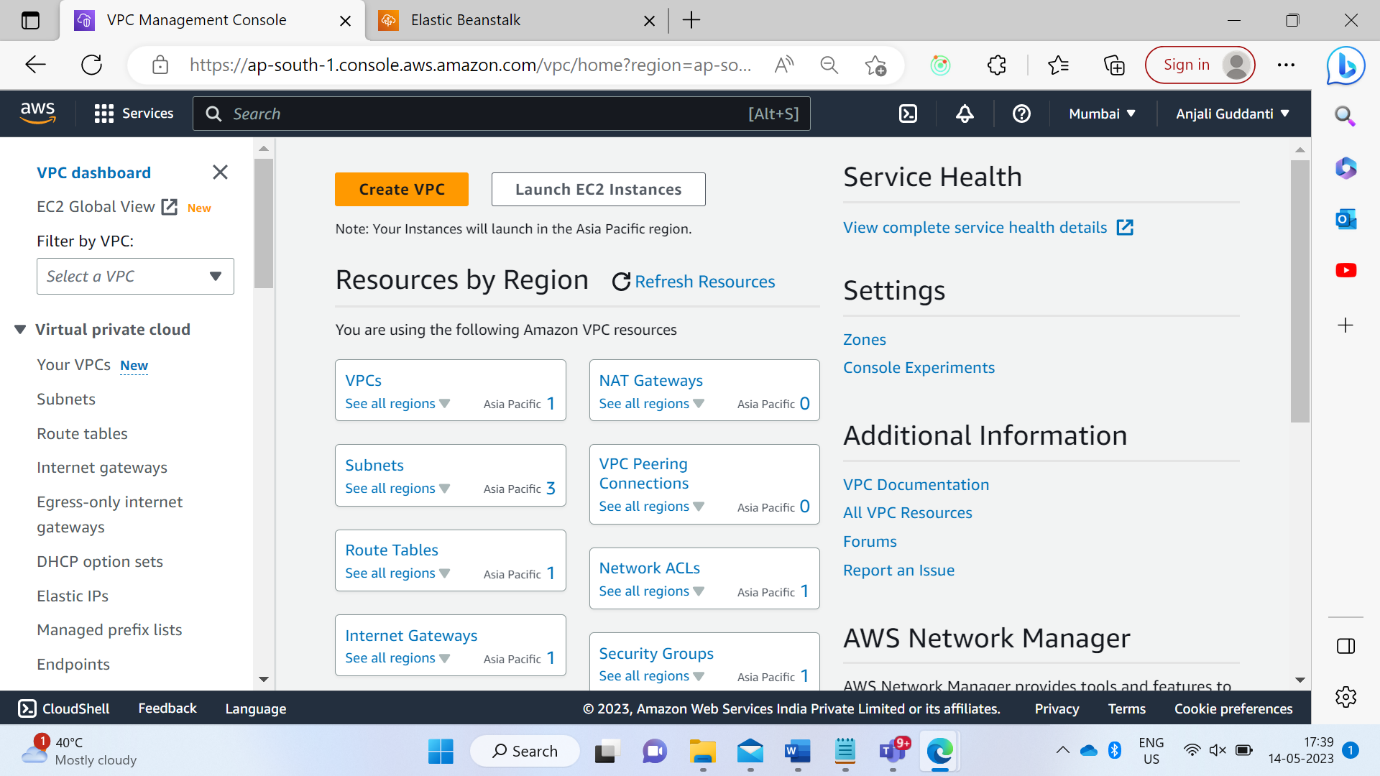 VPC Management Console
Elastic Beanstalk
https://ap-south-1.console.aws.amazon.com/vpc/home?region=ap-so...
Sign in
aws
Services
Search
[Alt+S]
Mumbai
Anjali Guddanti
VPC dashboard
EC2 Global View New
Filter by VPC:
Select a VPC
Virtual private cloud
Your VPCs New
Subnets
Route tables
Internet gateways
Egress-only internet
gateways
DHCP option sets
Elastic IPs
Managed prefix lists
Endpoints
Create VPC
Launch EC2 Instances
Note: Your Instances will launch in the Asia Pacific region.
Resources by Region
Refresh Resources
You are using the following Amazon VPC resources
VPCs
See all regions Asia Pacific 1
Subnets
See all regions Asia Pacific 3
Route Tables
See all regions Asia Pacific 1
Internet Gateways
See all regions Asia Pacific 1
NAT Gateways
See all regions Asia Pacific 0
VPC Peering
Connections
See all regions Asia Pacific 0
Network ACLs
See all regions Asia Pacific 1
Security Groups
See all regions Asia Pacific 1
Service Health
View complete service health details
Settings
Zones
Console Experiments
Additional Information
VPC Documentation
All VPC Resources
Forums
Report an Issue
AWS Network Manager
AWS Network Manager provides tools and features to
CloudShell
Feedback
Language
© 2023, Amazon Web Services India Private Limited or its affiliates.
Privacy
Terms
Cookie preferences
1
40°C
Mostly cloudy
Search
9+
ENG
US
17:39
14-05-2023
1